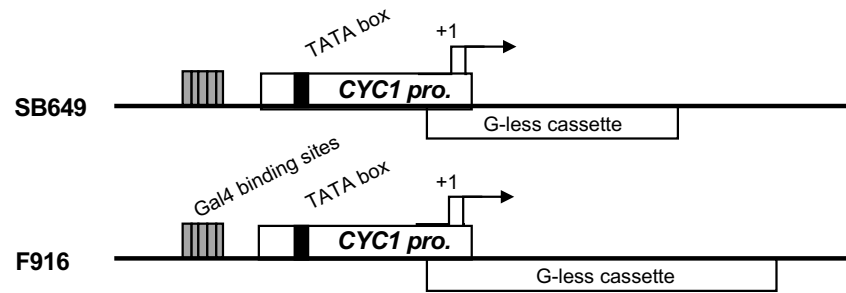 TATA box
+1
CYC1 pro.
SB649
G-less cassette
Gal4 binding sites
TATA box
+1
CYC1 pro.
F916
G-less cassette